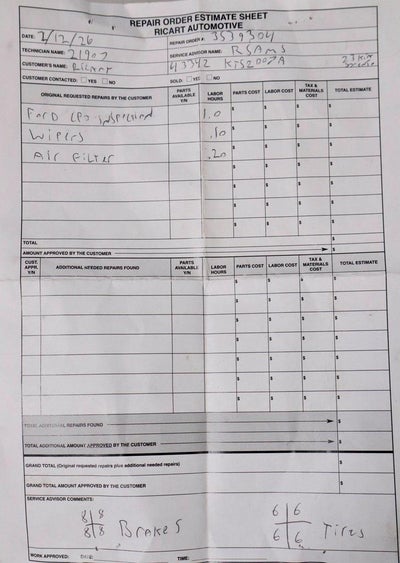 REPAIR ORDER ESTIMATE SHEET
RICART AUTOMOTIVE
DATE: 2/12/26 REPAIR ORDER #: 3539304
TECHNICIAN NAME: 21907 SERVICE ADVISOR NAME: RSAMS
CUSTOMER'S NAME: 43342 KTS2007A
CUSTOMER CONTACTED: YES NO SOLD: YES NO
ORIGINAL REQUESTED REPAIRS BY THE CUSTOMER PARTS AVAILABLE Y/N LABOR HOURS PARTS COST LABOR COST TAX & MATERIALS COST TOTAL ESTIMATE
FORD CPO INSPECTION 1.0 $ $ $ $
WIPERS .10 $ $ $ $
AIR FILTER .20 $ $ $ $
$ $ $ $
$ $ $ $
$ $ $ $
TOTAL $
AMOUNT APPROVED BY THE CUSTOMER $
CUST. APPR. Y/N ADDITIONAL NEEDED REPAIRS FOUND PARTS AVAILABLE Y/N LABOR HOURS PARTS COST LABOR COST TAX & MATERIALS COST TOTAL ESTIMATE
$ $ $ $
$ $ $ $
$ $ $ $
$ $ $ $
$ $ $ $
$ $ $ $
TOTAL ADDITIONAL REPAIRS FOUND $
TOTAL ADDITIONAL AMOUNT APPROVED BY THE CUSTOMER $
GRAND TOTAL (Original requested repairs plus additional needed repairs) $
GRAND TOTAL AMOUNT APPROVED BY THE CUSTOMER $
SERVICE ADVISOR COMMENTS:
8 8 6 6
8 8 Brakes 6 6 Tires
WORK APPROVED: DATE: TIME: